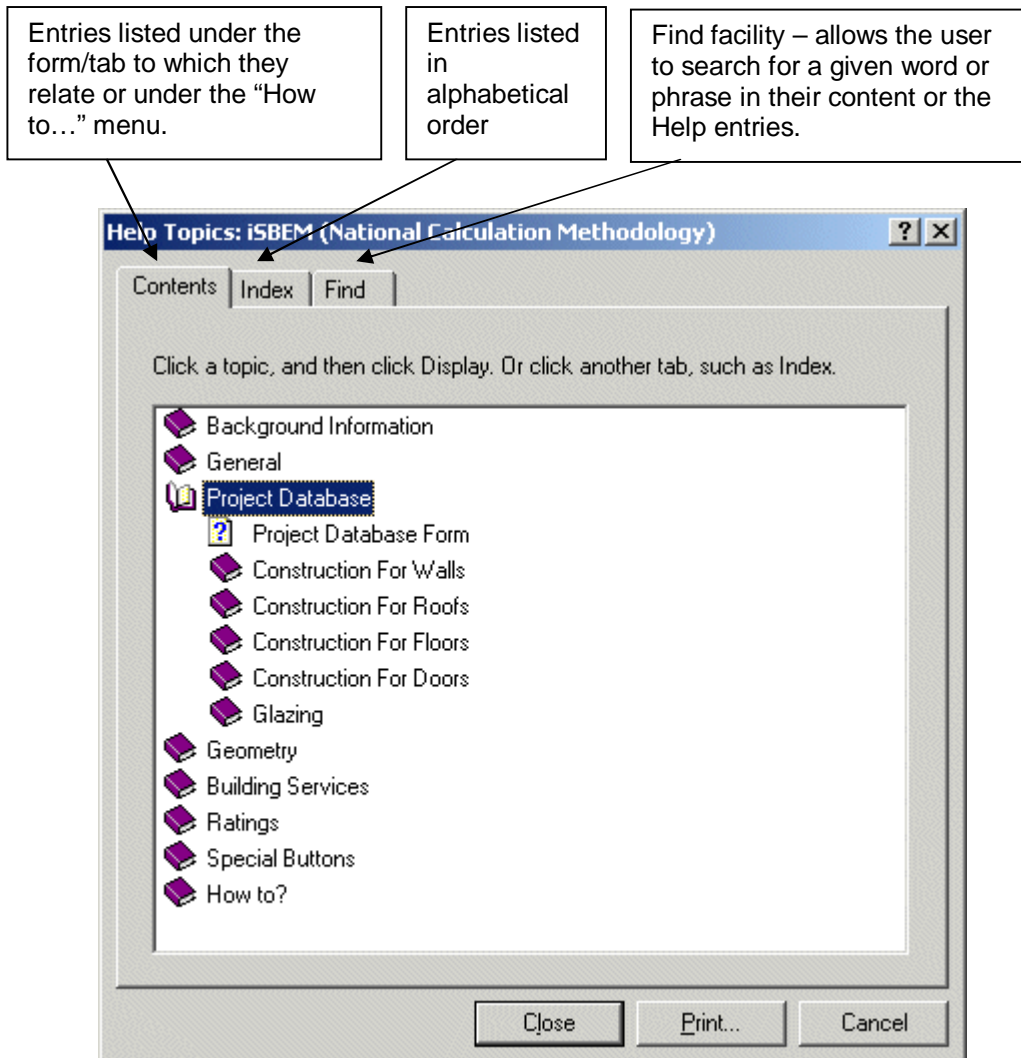 Entries listed under the
form/tab to which they
relate or under the “How
to…” menu.
Entries listed
in
alphabetical
order
Find facility – allows the user
to search for a given word or
phrase in their content or the
Help entries.
Help Topics: iSBEM (National Calculation Methodology)
Contents Index Find
Click a topic, and then click Display. Or click another tab, such as Index.
Background Information
General
Project Database
Project Database Form
Construction For Walls
Construction For Roofs
Construction For Floors
Construction For Doors
Glazing
Geometry
Building Services
Ratings
Special Buttons
How to?
Close Print... Cancel